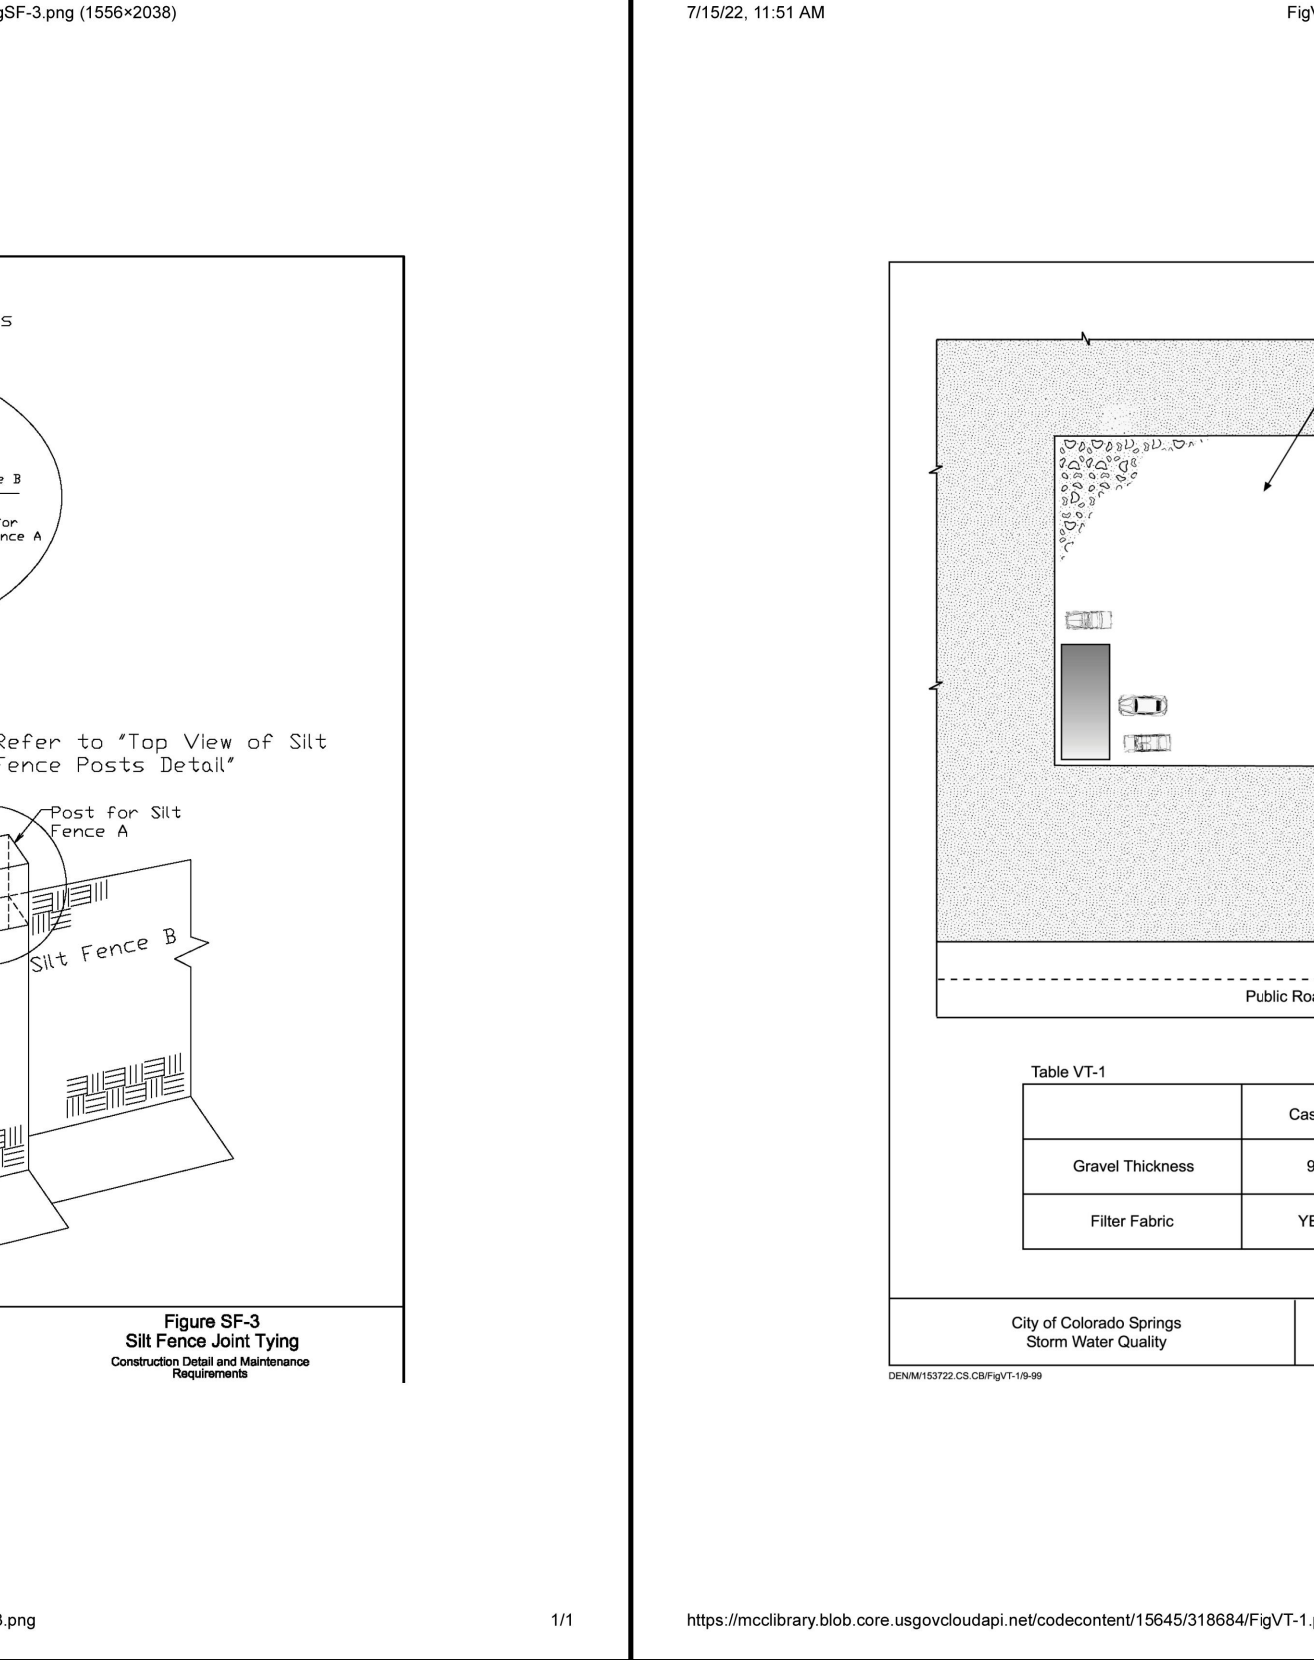 gSF-3.png (1556×2038)
s
e B
or
nce A
Refer to "Top View of Silt
Fence Posts Detail"
Post for Silt
Fence A
Silt Fence B
Figure SF-3
Silt Fence Joint Tying
Construction Detail and Maintenance
Requirements
3.png
1/1
7/15/22, 11:51 AM
FigV
Public Roa
Table VT-1
Cas
Gravel Thickness
9
Filter Fabric
YE
City of Colorado Springs
Storm Water Quality
DEN/M/153722.CS.CB/FigVT-1/9-99
https://mcclibrary.blob.core.usgovcloudapi.net/codecontent/15645/318684/FigVT-1.p